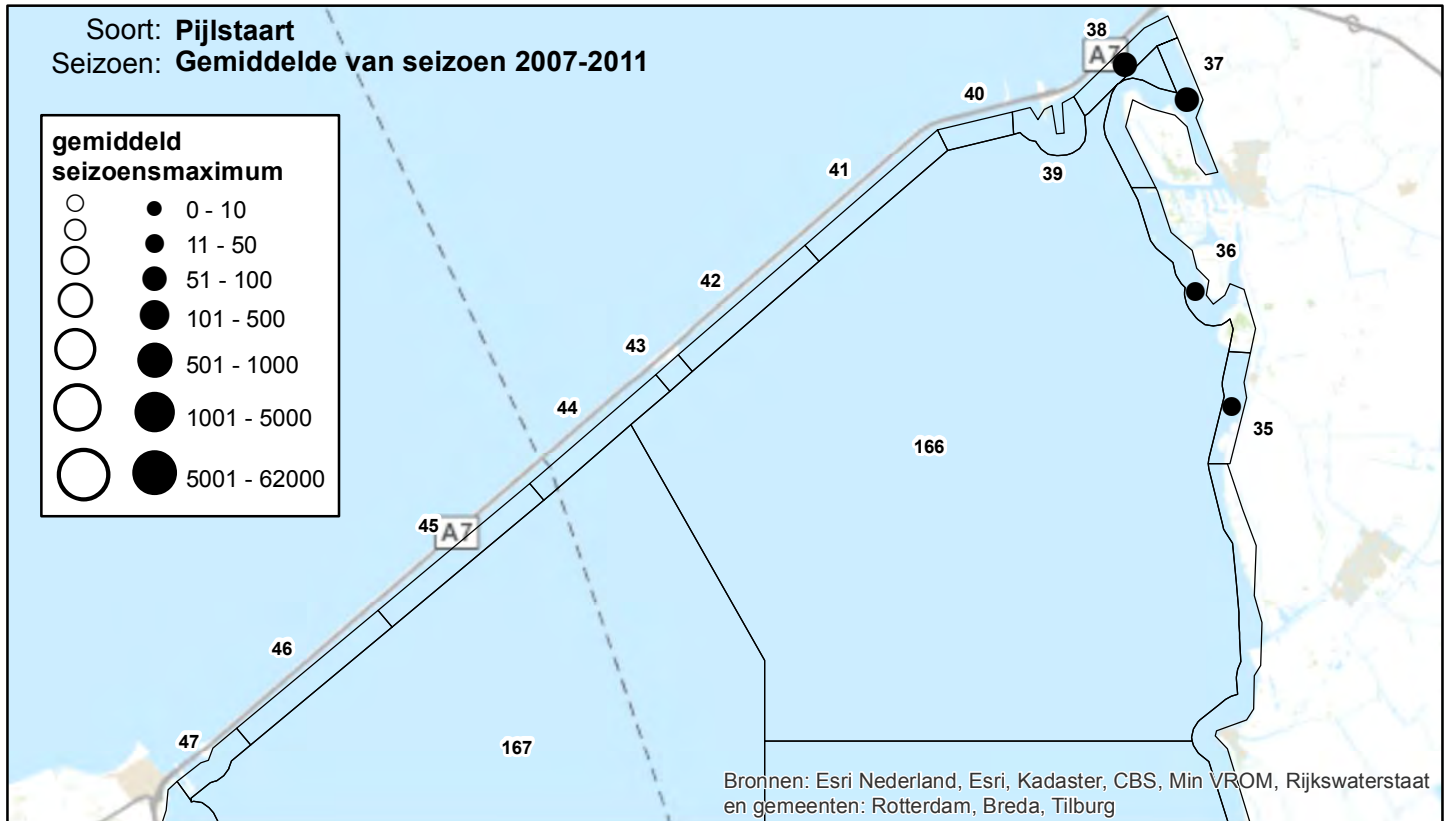 Soort: Pijlstaart
Seizoen: Gemiddelde van seizoen 2007-2011
gemiddeld
seizoensmaximum
0 - 10
11 - 50
51 - 100
101 - 500
501 - 1000
1001 - 5000
5001 - 62000
38
A7
37
40
41
39
36
42
43
44
35
166
45
A7
46
47
167
Bronnen: Esri Nederland, Esri, Kadaster, CBS, Min VROM, Rijkswaterstaat
en gemeenten: Rotterdam, Breda, Tilburg